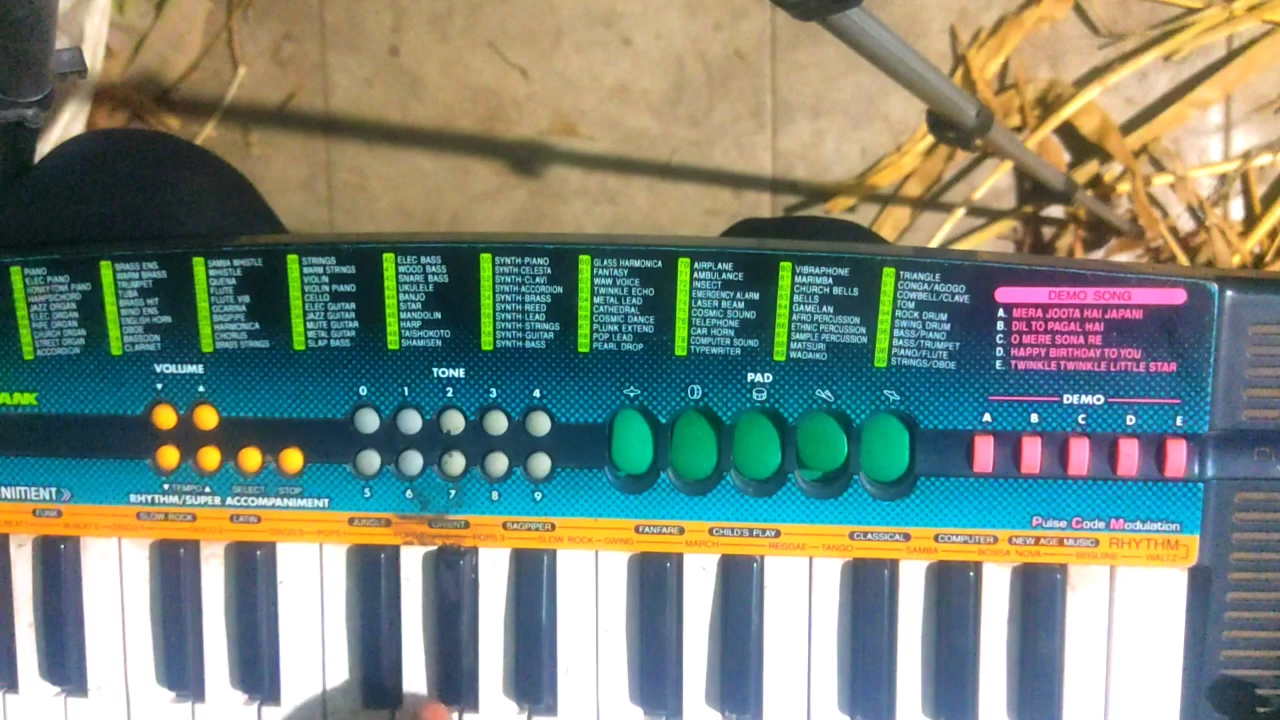 PIANO
ELEC PIANO
HONKY-TONK PIANO
HARPSICHORD
ELEC ORGAN
PIPE ORGAN
STREET ORGAN
ACCORDION
BRASS ENS.
WARM BRASS
TRUMPET
TUBA
BRASS HIT
WIND ENS.
OBOE
BASSOON
CLARINET
SAMBA WHISTLE
WHISTLE
QUENA
FLUTE
FLUTE VIB
OCARINA
HARMONICA
STRINGS
WARM STRINGS
VIOLIN
VIOLIN PIANO
CELLO
ELEC GUITAR
JAZZ GUITAR
MUTE GUITAR
METAL GUITAR
SLAP BASS
ELEC BASS
WOOD BASS
SNARE BASS
UKULELE
BANJO
SITAR
MANDOLIN
HARP
TAISHOKOTO
SHAMISEN
SYNTH-PIANO
SYNTH-CELESTA
SYNTH-CLAVI
SYNTH-ACCORDION
SYNTH-BRASS
SYNTH-REED
SYNTH-LEAD
SYNTH-STRINGS
SYNTH-GUITAR
SYNTH-BASS
GLASS HARMONICA
FANTASY
WAW VOICE
TWINKLE ECHO
METAL LEAD
CATHEDRAL
COSMIC DANCE
PLUNK EXTEND
POP LEAD
PEARL DROP
AIRPLANE
AMBULANCE
INSECT
EMERGENCY ALARM
LASER BEAM
COSMIC SOUND
TELEPHONE
CAR HORN
COMPUTER SOUND
TYPEWRITER
VIBRAPHONE
MARIMBA
CHURCH BELLS
BELLS
GAMELAN
AFRO PERCUSSION
ETHNIC PERCUSSION
SAMPLE PERCUSSION
MATSURI
WADAIKO
TRIANGLE
CONGA/AGOGO
COWBELL/CLAVE
TOM
ROCK DRUM
SWING DRUM
BASS/PIANO
BASS/TRUMPET
PIANO/FLUTE
STRINGS/OBOE
DEMO SONG
A. MERA JOOTA HAI JAPANI
B. DIL TO PAGAL HAI
C. O MERE SONA RE
D. HAPPY BIRTHDAY TO YOU
E. TWINKLE TWINKLE LITTLE STAR
VOLUME
TONE
PAD
DEMO
ANK
0 1 2 3 4
A B C D E
5 6 7 8 9
▼ TEMPO ▲ SELECT STOP
NIMENT
RHYTHM/SUPER ACCOMPANIMENT
Pulse Code Modulation
FUNK SLOW ROCK LATIN JUNGLE ORIENT BAGPIPER FANFARE CHILD'S PLAY CLASSICAL COMPUTER NEW AGE MUSIC RHYTHM
POPS 3 SLOW ROCK SWING MARCH REGGAE TANGO SAMBA BOSSA NOVA BEGUINE WALTZ